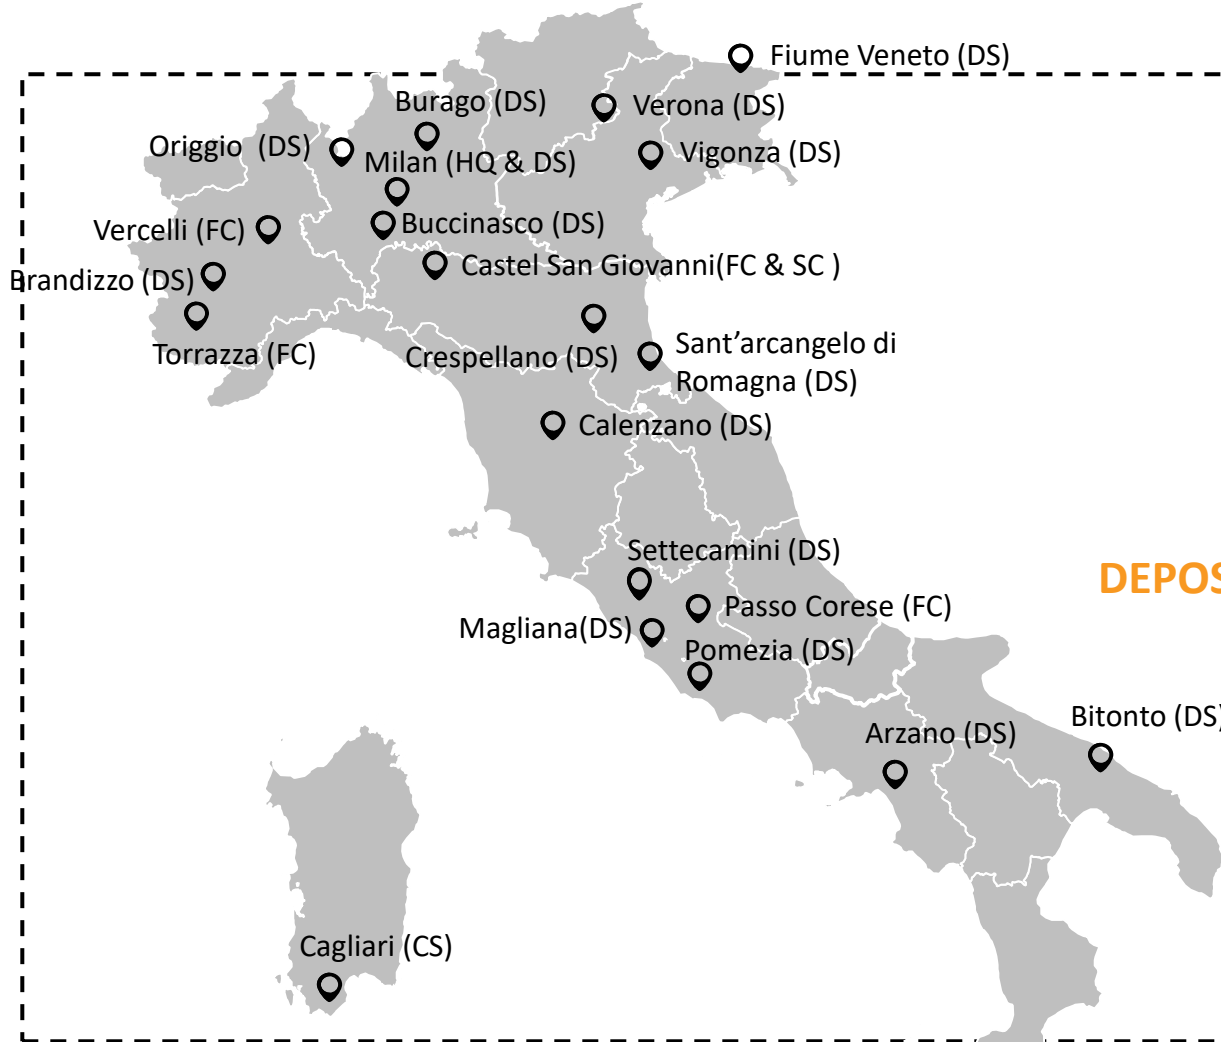 Fiume Veneto (DS)
Burago (DS)
Verona (DS)
Origgio  (DS)
Milan (HQ & DS)
Vigonza (DS)
Vercelli (FC)
Buccinasco (DS)
Brandizzo (DS)
Castel San Giovanni(FC & SC )
Torrazza (FC)
Crespellano (DS)
Sant’arcangelo di
Romagna (DS)
Calenzano (DS)
Settecamini (DS)
DEPOS
Passo Corese (FC)
Magliana(DS)
Pomezia (DS)
Bitonto (DS)
Arzano (DS)
Cagliari (CS)